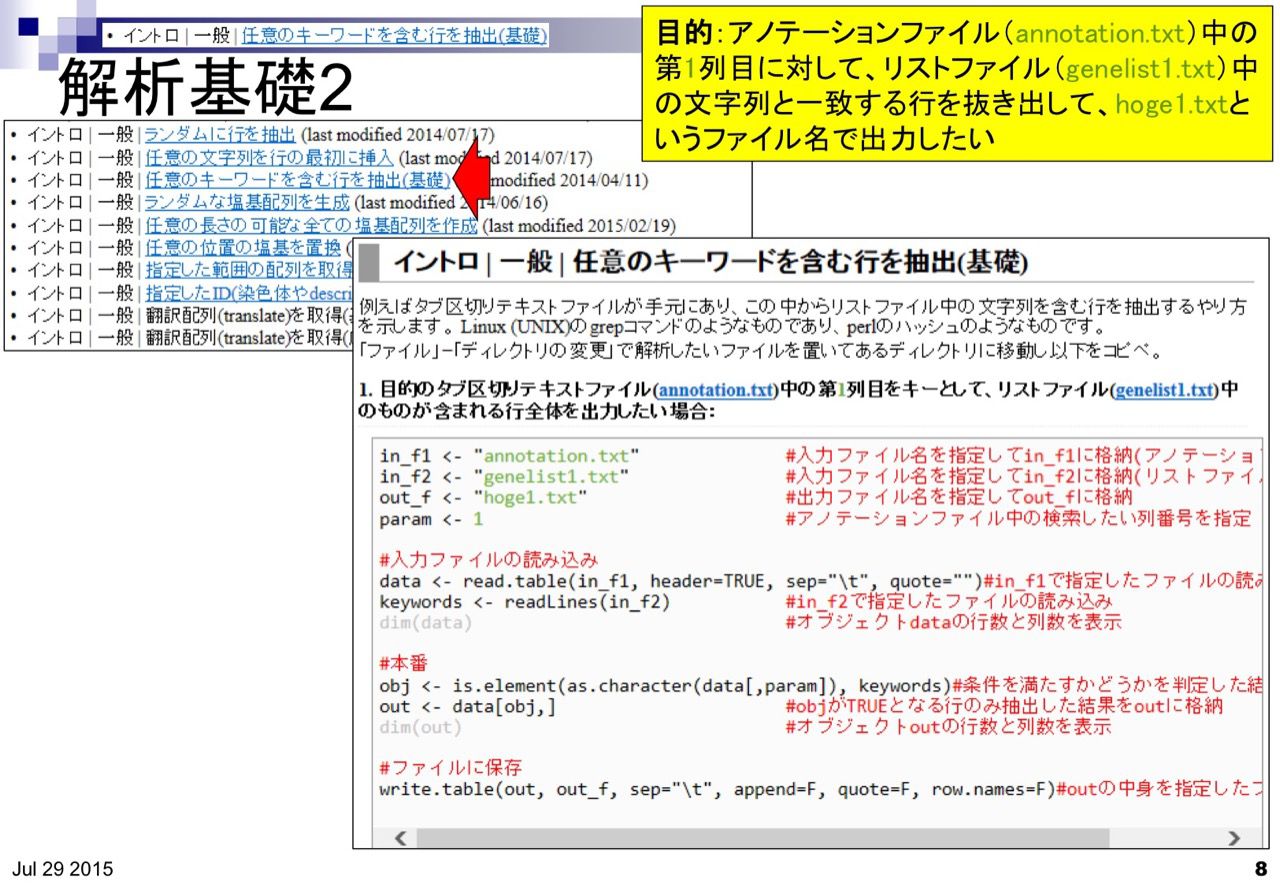 • イントロ | 一般 | 任意のキーワードを含む行を抽出(基礎)
解析基礎2
目的：アノテーションファイル（annotation.txt）中の
第1列目に対して、リストファイル（genelist1.txt）中
の文字列と一致する行を抜き出して、hoge1.txtと
いうファイル名で出力したい
• イントロ | 一般 | ランダムに行を抽出 (last modified 2014/07/17)
• イントロ | 一般 | 任意の文字列を行の最初に挿入 (last mod ed 2014/07/17)
• イントロ | 一般 | 任意のキーワードを含む行を抽出(基礎) modified 2014/04/11)
• イントロ | 一般 | ランダムな塩基配列を生成 (last modified 2 14/06/16)
• イントロ | 一般 | 任意の長さの可能な全ての塩基配列を作成 (last modified 2015/02/19)
• イントロ | 一般 | 任意の位置の塩基を置換 (
• イントロ | 一般 | 指定した範囲の配列を取得
• イントロ | 一般 | 指定したID(染色体やdescri
• イントロ | 一般 | 翻訳配列(translate)を取得(
• イントロ | 一般 | 翻訳配列(translate)を取得(
イントロ | 一般 | 任意のキーワードを含む行を抽出(基礎)
例えばタブ区切りテキストファイルが手元にあり、この中からリストファイル中の文字列を含む行を抽出するやり方
を示します。Linux (UNIX)のgrepコマンドのようなものであり、perlのハッシュのようなものです。
「ファイル」−「ディレクトリの変更」で解析したいファイルを置いてあるディレクトリに移動し以下をコピペ。
1. 目的のタブ区切りテキストファイル(annotation.txt)中の第1列目をキーとして、リストファイル(genelist1.txt)中
のものが含まれる行全体を出力したい場合:
in_f1 <- "annotation.txt" #入力ファイル名を指定してin_f1に格納(アノテーショ
in_f2 <- "genelist1.txt" #入力ファイル名を指定してin_f2に格納(リストファイ
out_f <- "hoge1.txt" #出力ファイル名を指定してout_fに格納
param <- 1 #アノテーションファイル中の検索したい列番号を指定
#入力ファイルの読み込み
data <- read.table(in_f1, header=TRUE, sep="\t", quote="")#in_f1で指定したファイルの読
keywords <- readLines(in_f2) #in_f2で指定したファイルの読み込み
dim(data) #オブジェクトdataの行数と列数を表示
#本番
obj <- is.element(as.character(data[,param]), keywords)#条件を満たすかどうかを判定した結
out <- data[obj,] #objがTRUEとなる行のみ抽出した結果をoutに格納
dim(out) #オブジェクトoutの行数と列数を表示
#ファイルに保存
write.table(out, out_f, sep="\t", append=F, quote=F, row.names=F)#outの中身を指定したフ
Jul 29 2015
8